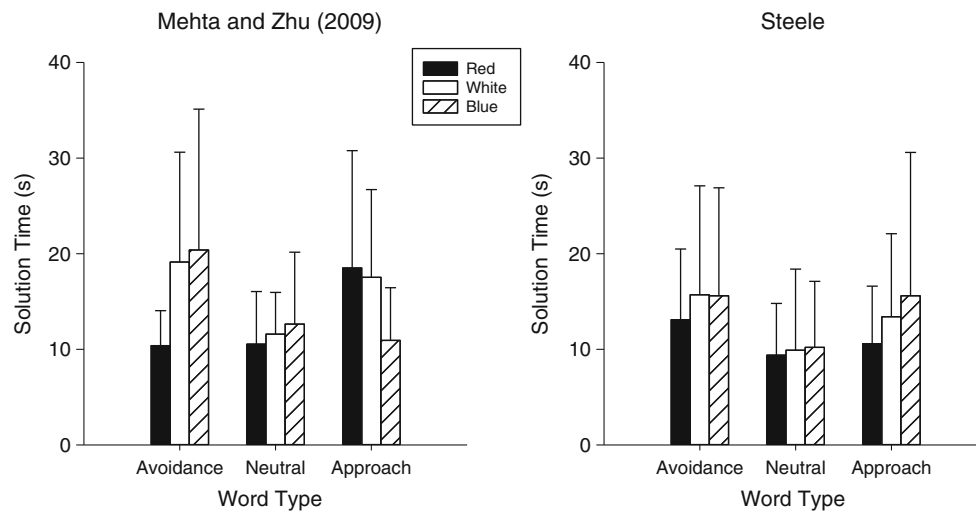 Mehta and Zhu (2009)
Solution Time (s)
40
30
20
10
0
Avoidance Neutral Approach
Word Type
Red
White
Blue
Steele
Solution Time (s)
40
30
20
10
0
Avoidance Neutral Approach
Word Type